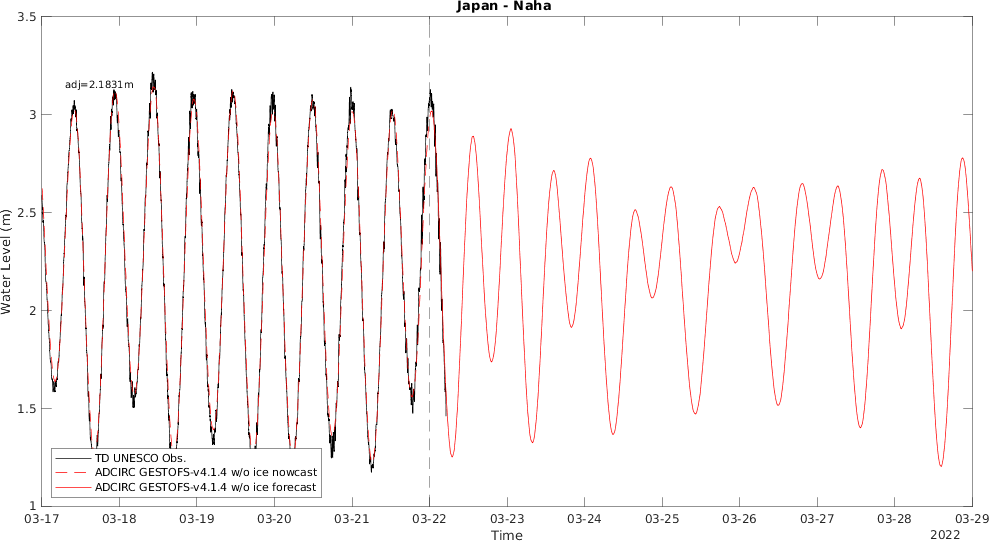 Japan - Naha
adj=2.1831m
Water Level (m)
3.5
3
2.5
2
1.5
1
TD UNESCO Obs.
ADCIRC GESTOFS-v4.1.4 w/o ice nowcast
ADCIRC GESTOFS-v4.1.4 w/o ice forecast
03-17 03-18 03-19 03-20 03-21 03-22 03-23 03-24 03-25 03-26 03-27 03-28 03-29
Time
2022